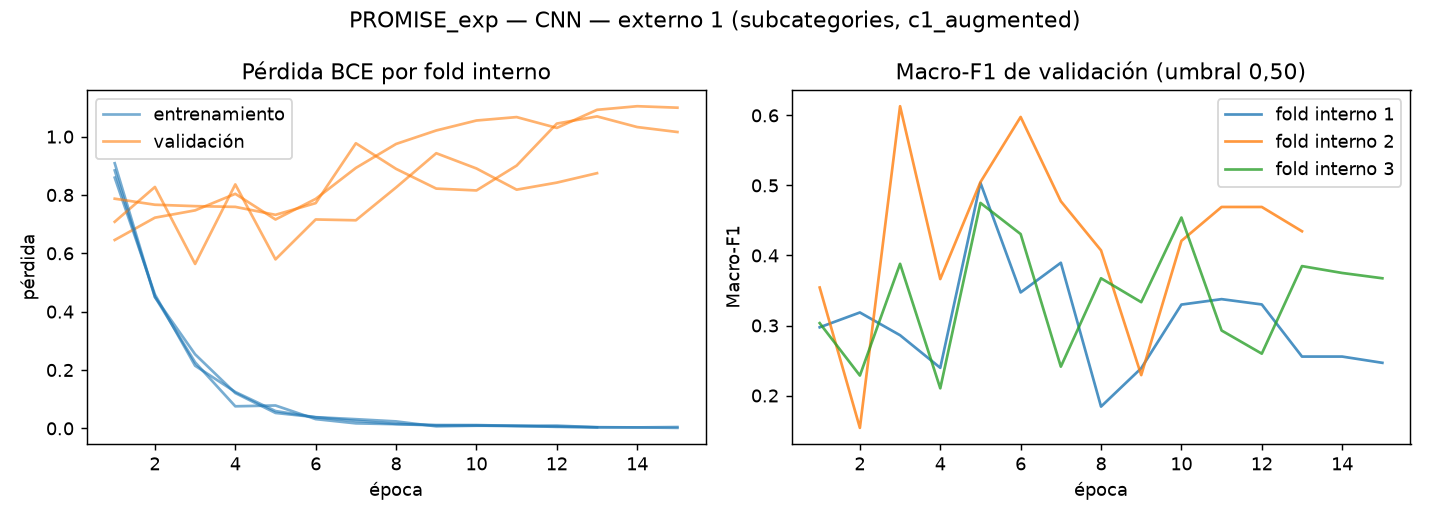 PROMISE_exp — CNN — externo 1 (subcategories, c1_augmented)
Pérdida BCE por fold interno
entrenamiento
validación
pérdida
1.0
0.8
0.6
0.4
0.2
0.0
2 4 6 8 10 12 14
época
Macro-F1 de validación (umbral 0,50)
fold interno 1
fold interno 2
fold interno 3
Macro-F1
0.6
0.5
0.4
0.3
0.2
2 4 6 8 10 12 14
época